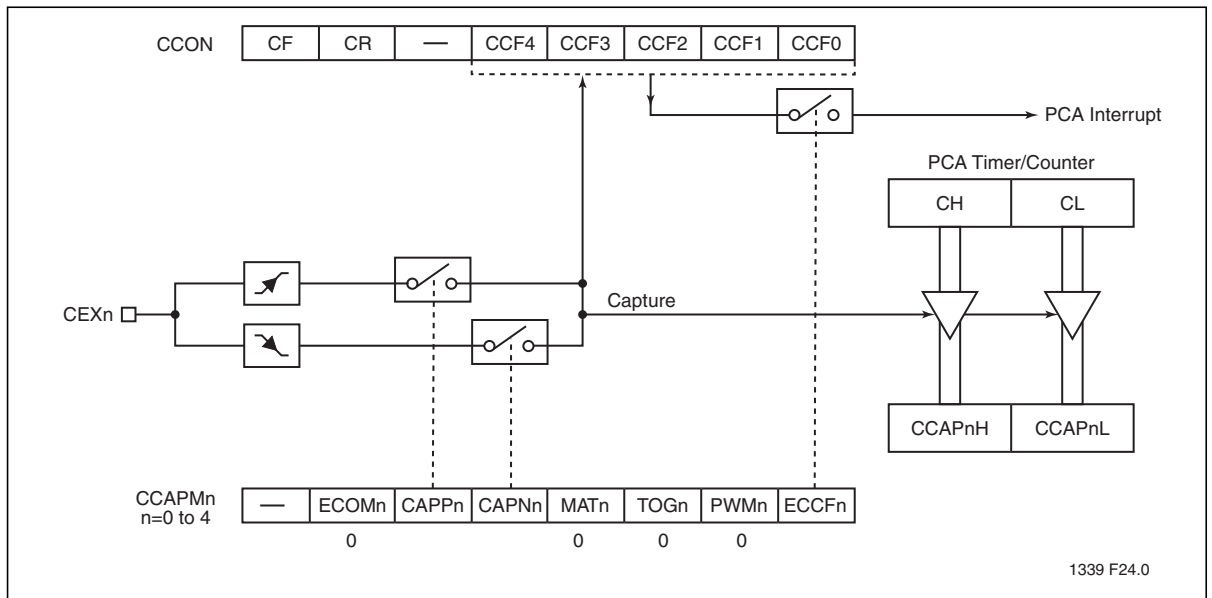 CCON CF CR — CCF4 CCF3 CCF2 CCF1 CCF0
PCA Interrupt
PCA Timer/Counter
CH CL
CEXn
Capture
CCAPnH CCAPnL
CCAPMn
n=0 to 4
— ECOMn CAPPn CAPNn MATn TOGn PWMn ECCFn
0 0 0 0
1339 F24.0